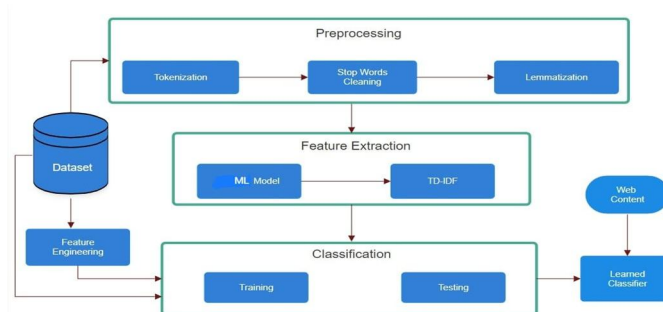 Preprocessing
Tokenization
Stop Words
Cleaning
Lemmatization
Dataset
Feature Extraction
ML Model
TD-IDF
Web
Content
Feature
Engineering
Classification
Training
Testing
Learned
Classifier